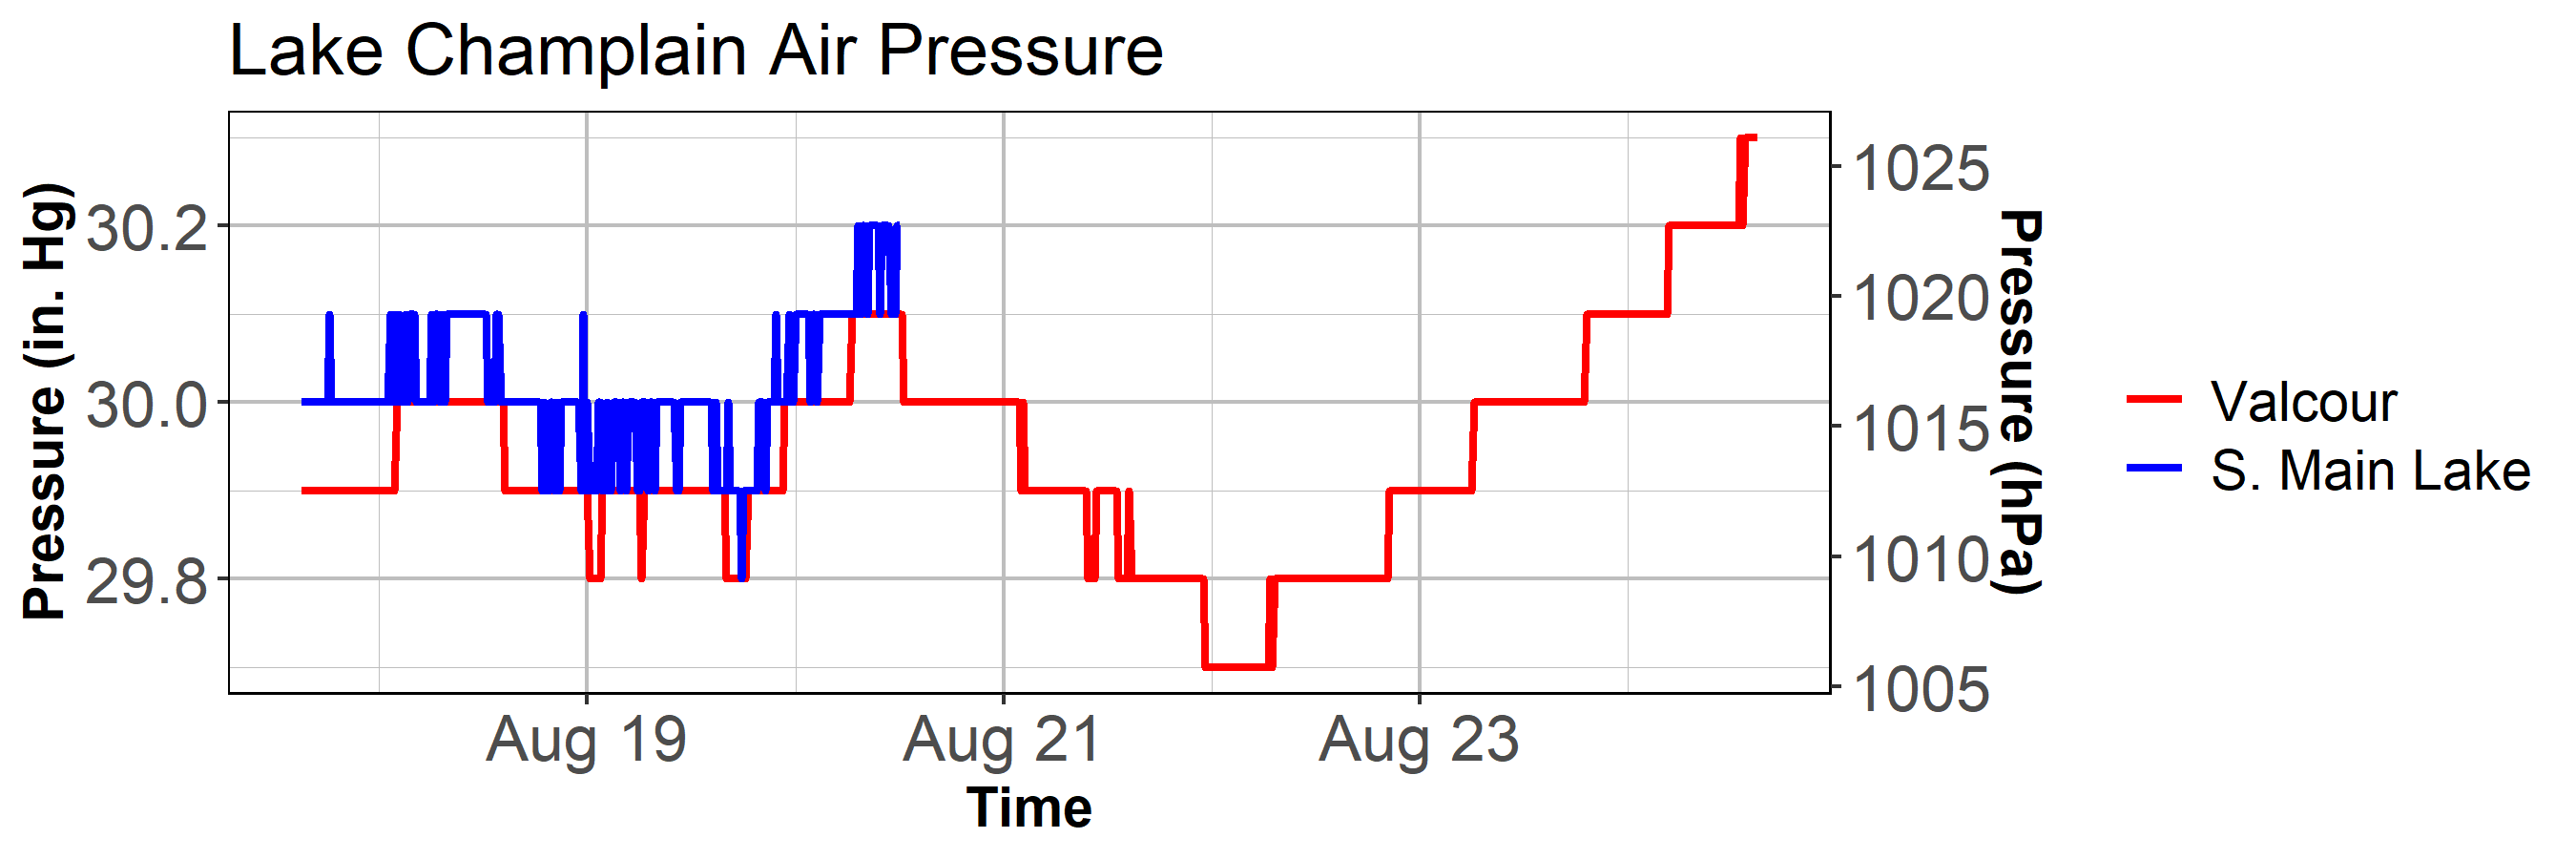 Lake Champlain Air Pressure
Pressure (in. Hg)
30.2
30.0
29.8
1025
1020
1015
1010
1005
Pressure (hPa)
Valcour
S. Main Lake
Aug 19
Aug 21
Aug 23
Time